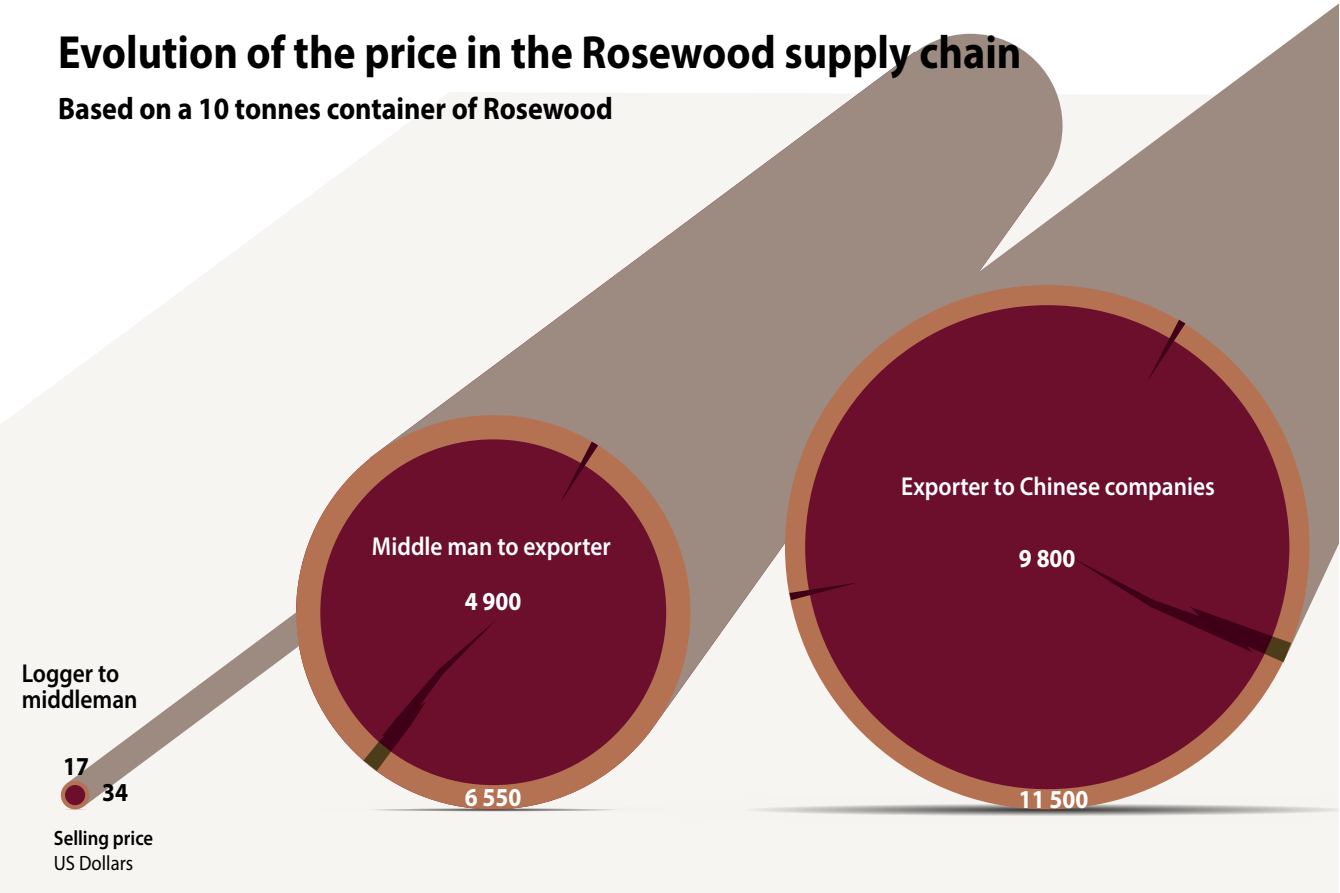 Evolution of the price in the Rosewood supply chain
Based on a 10 tonnes container of Rosewood
Logger to
middleman
17
34
Selling price
US Dollars
Middle man to exporter
4 900
6 550
Exporter to Chinese companies
9 800
11 500